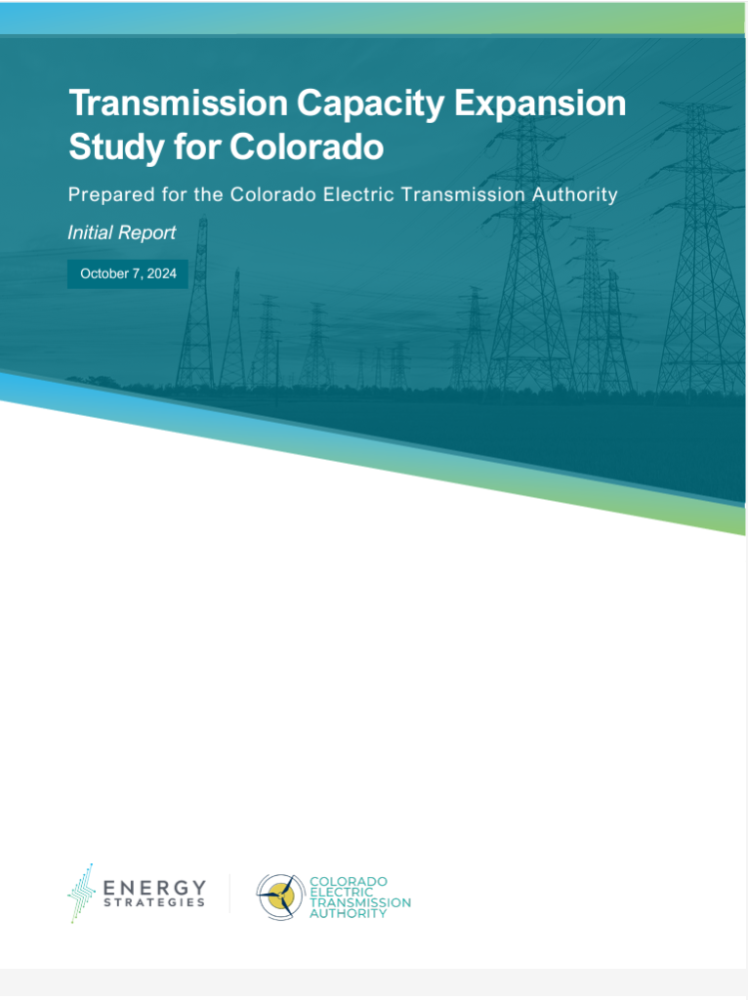 Transmission Capacity Expansion
Study for Colorado
Prepared for the Colorado Electric Transmission Authority
Initial Report
October 7, 2024
ENERGY
STRATEGIES
COLORADO
ELECTRIC
TRANSMISSION
AUTHORITY